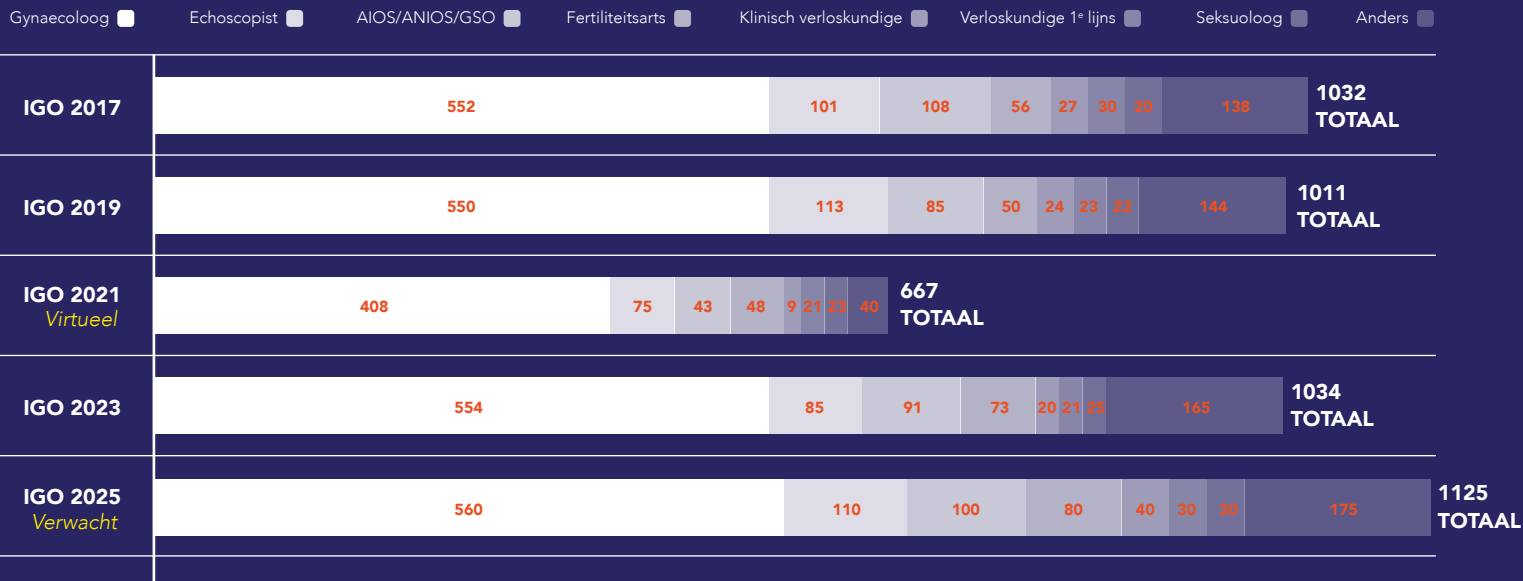 Gynaecoloog Echoscopist AIOS/ANIOS/GSO Fertiliteitsarts Klinisch verloskundige Verloskundige 1e lijns Seksuoloog Anders
IGO 2017 552 101 108 56 27 30 20 138 1032 TOTAAL
IGO 2019 550 113 85 50 24 23 22 144 1011 TOTAAL
IGO 2021 Virtueel 408 75 43 48 9 21 23 40 667 TOTAAL
IGO 2023 554 85 91 73 20 21 25 165 1034 TOTAAL
IGO 2025 Verwacht 560 110 100 80 40 30 30 175 1125 TOTAAL